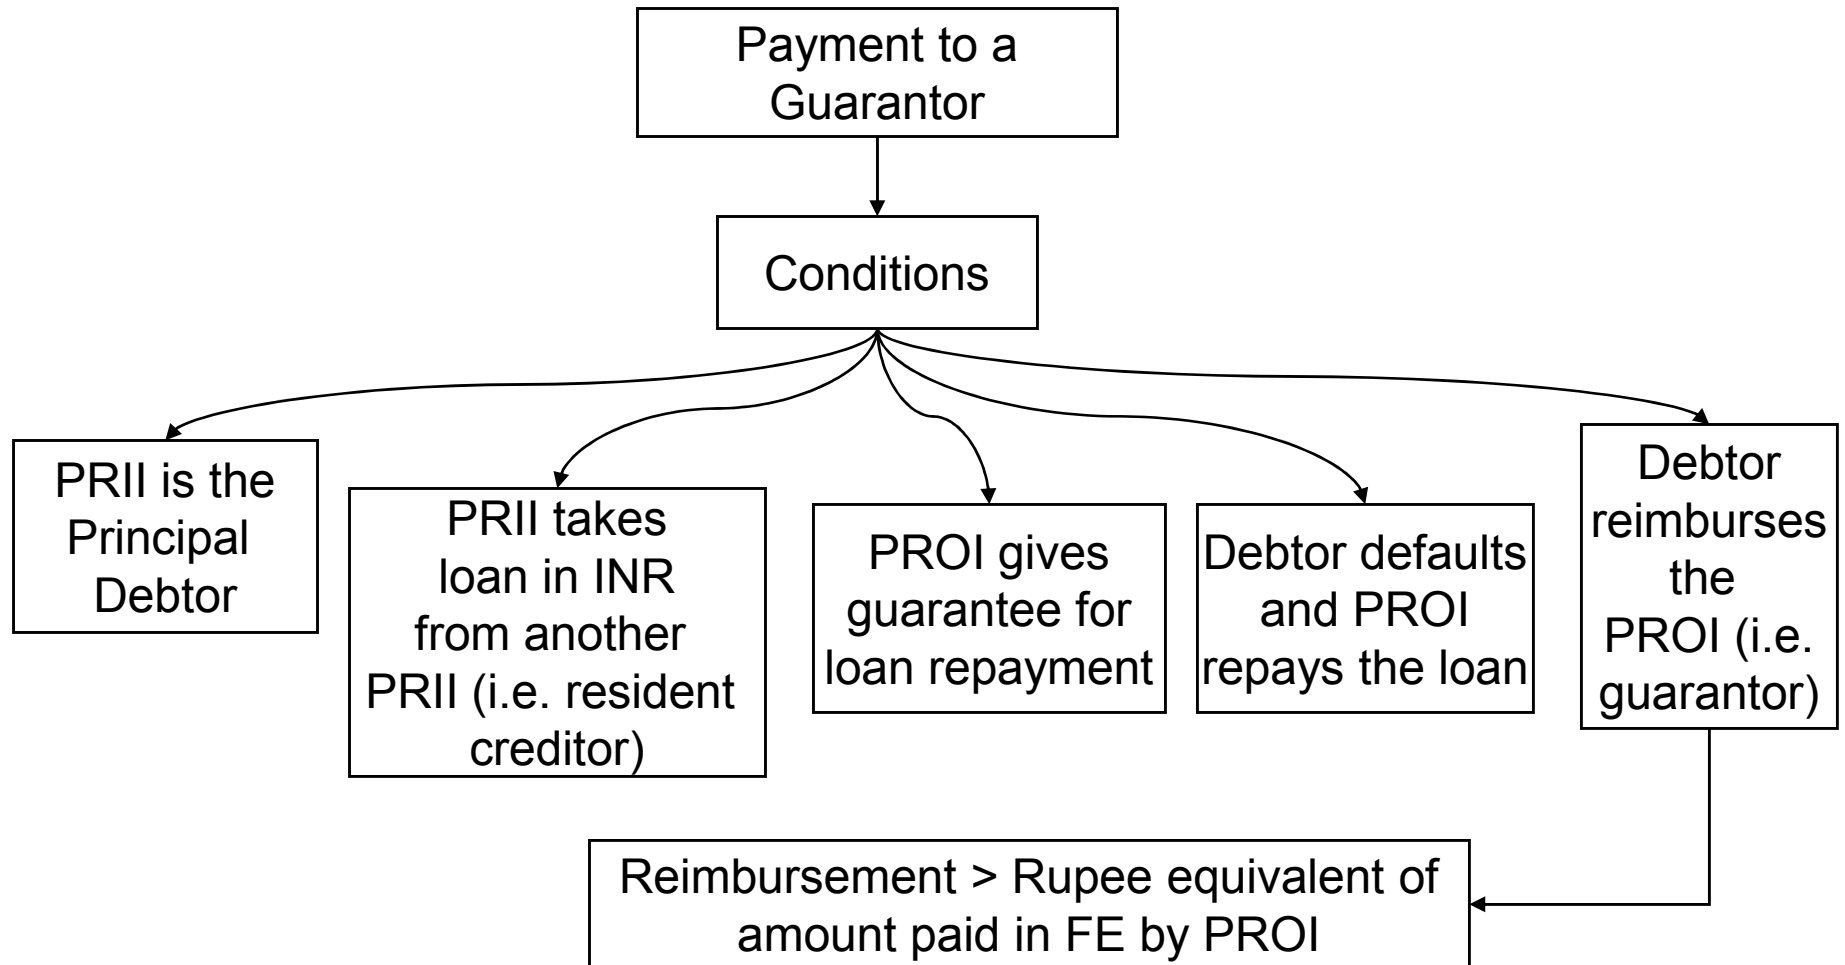 Payment to a
Guarantor
Conditions
PRII is the
Principal
Debtor
PRII takes
loan in INR
from another
PRII (i.e. resident
creditor)
PROI gives
guarantee for
loan repayment
Debtor defaults
and PROI
repays the loan
Debtor
reimburses
the
PROI (i.e.
guarantor)
Reimbursement > Rupee equivalent of
amount paid in FE by PROI